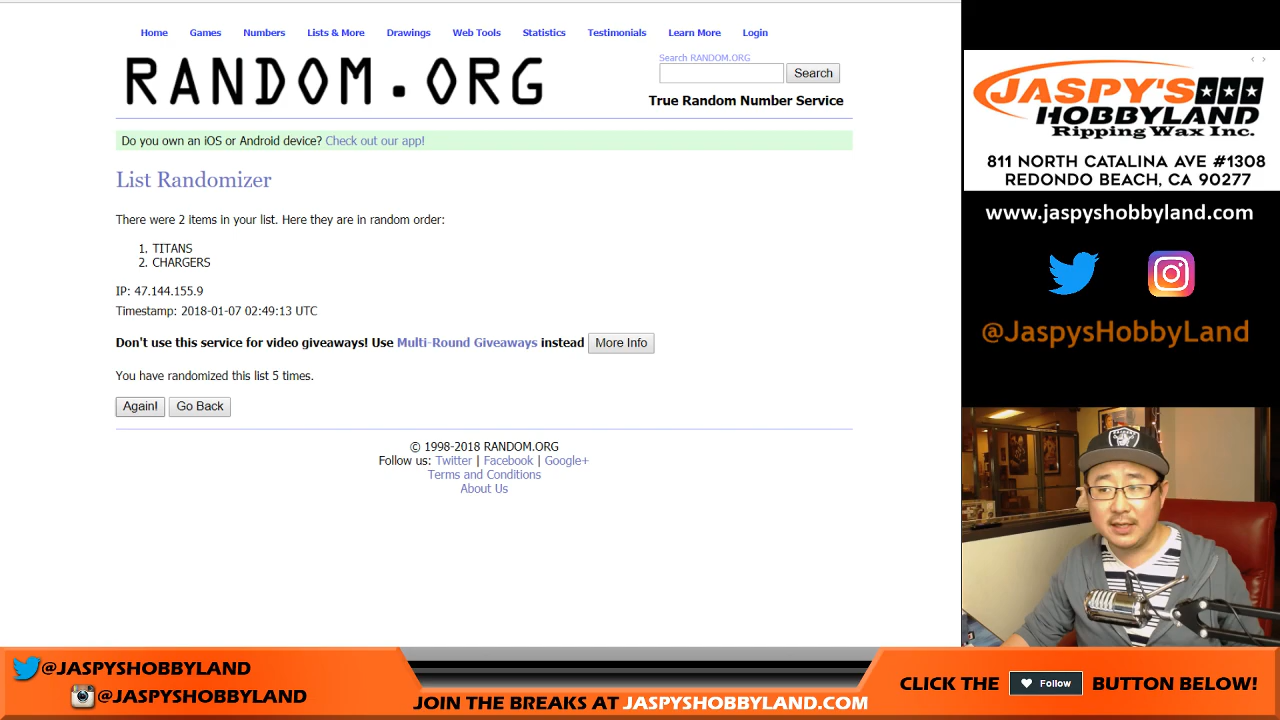 Home Games Numbers Lists & More Drawings Web Tools Statistics Testimonials Learn More Login
RANDOM.ORG
Search RANDOM.ORG
Search
True Random Number Service
Do you own an iOS or Android device? Check out our app!
List Randomizer
There were 2 items in your list. Here they are in random order:
1. TITANS
2. CHARGERS
IP: 47.144.155.9
Timestamp: 2018-01-07 02:49:13 UTC
Don't use this service for video giveaways! Use Multi-Round Giveaways instead More Info
You have randomized this list 5 times.
Again! Go Back
© 1998-2018 RANDOM.ORG
Follow us: Twitter | Facebook | Google+
Terms and Conditions
About Us
JASPY'S
HOBBYLAND
Ripping Wax Inc.
811 NORTH CATALINA AVE #1308
REDONDO BEACH, CA 90277
www.jaspyshobbyland.com
@JaspysHobbyLand
@JASPYSHOBBYLAND
@JASPYSHOBBYLAND
JOIN THE BREAKS AT JASPYSHOBBYLAND.COM
CLICK THE Follow BUTTON BELOW!